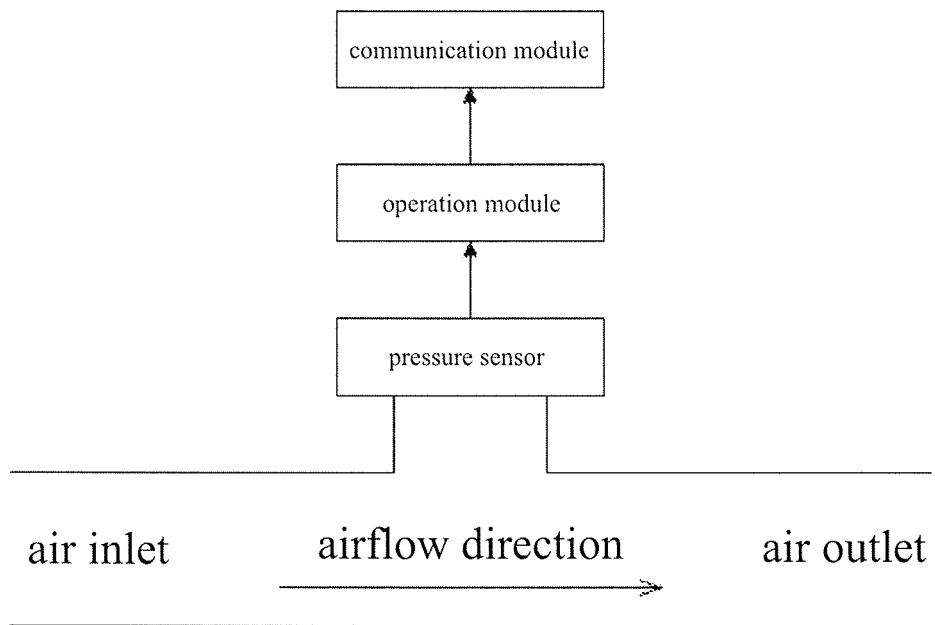 communication module
operation module
pressure sensor
air inlet
airflow direction
air outlet